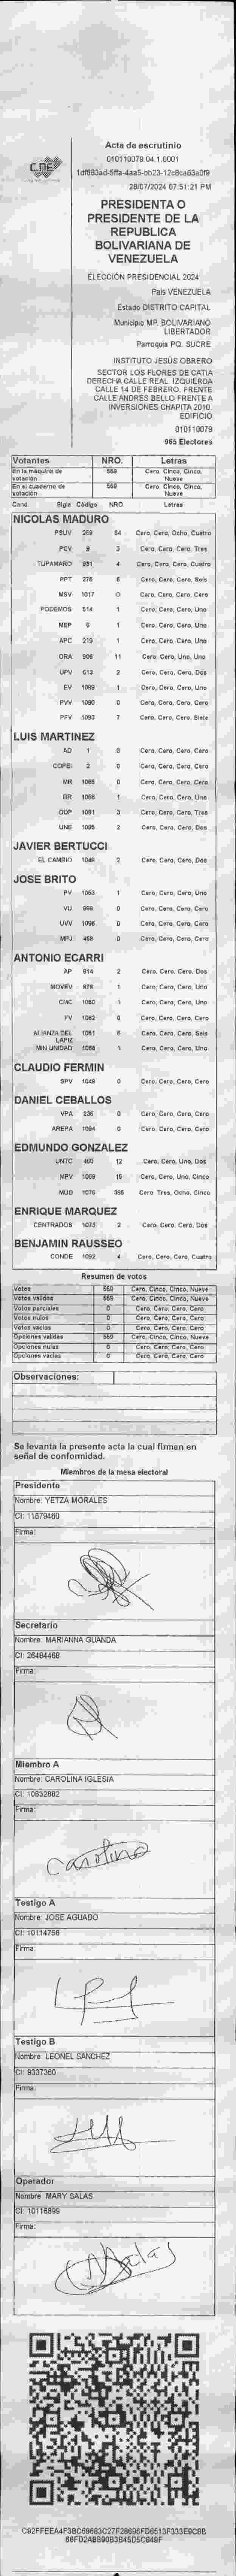 CNE
Acta de escrutinio
010110079.04.1.0001
1df883ad-5ffa-4aa5-bb23-12c8ca63a0f9
28/07/2024 07:51:21 PM
PRESIDENTA O
PRESIDENTE DE LA
REPUBLICA
BOLIVARIANA DE
VENEZUELA
ELECCIÓN PRESIDENCIAL 2024
País VENEZUELA
Estado DISTRITO CAPITAL
Municipio MP. BOLIVARIANO
LIBERTADOR
Parroquia PQ. SUCRE
INSTITUTO JESÚS OBRERO
SECTOR LOS FLORES DE CATIA
DERECHA CALLE REAL. IZQUIERDA
CALLE 14 DE FEBRERO. FRENTE
CALLE ANDRÉS BELLO FRENTE A
INVERSIONES CHAPITA 2010
EDIFICIO
010110079
965 Electores
Votantes NRO. Letras
En la máquina de votación 559 Cero, Cinco, Cinco, Nueve
En el cuaderno de votación 559 Cero, Cinco, Cinco, Nueve
Cand. Sigla Código NRO. Letras
NICOLAS MADURO
PSUV 269 84 Cero, Cero, Ocho, Cuatro
PCV 9 3 Cero, Cero, Cero, Tres
TUPAMARO 931 4 Cero, Cero, Cero, Cuatro
PPT 276 6 Cero, Cero, Cero, Seis
MSV 1017 0 Cero, Cero, Cero, Cero
PODEMOS 514 1 Cero, Cero, Cero, Uno
MEP 6 1 Cero, Cero, Cero, Uno
APC 219 1 Cero, Cero, Cero, Uno
ORA 906 11 Cero, Cero, Uno, Uno
UPV 613 2 Cero, Cero, Cero, Dos
EV 1089 1 Cero, Cero, Cero, Uno
PVV 1090 0 Cero, Cero, Cero, Cero
PFV 1093 7 Cero, Cero, Cero, Siete
LUIS MARTINEZ
AD 1 0 Cero, Cero, Cero, Cero
COPEI 2 0 Cero, Cero, Cero, Cero
MR 1065 0 Cero, Cero, Cero, Cero
BR 1066 1 Cero, Cero, Cero, Uno
DDP 1091 3 Cero, Cero, Cero, Tres
UNE 1095 2 Cero, Cero, Cero, Dos
JAVIER BERTUCCI
EL CAMBIO 1046 2 Cero, Cero, Cero, Dos
JOSE BRITO
PV 1053 1 Cero, Cero, Cero, Uno
VU 0 Cero, Cero, Cero, Cero
UVV 1096 0 Cero, Cero, Cero, Cero
MPJ 458 0 Cero, Cero, Cero, Cero
ANTONIO ECARRI
AP 914 2 Cero, Cero, Cero, Dos
MOVEV 978 1 Cero, Cero, Cero, Uno
CMC 1060 1 Cero, Cero, Cero, Uno
FV 1062 0 Cero, Cero, Cero, Cero
ALIANZA DEL LAPIZ 1051 6 Cero, Cero, Cero, Seis
MIN UNIDAD 1058 1 Cero, Cero, Cero, Uno
CLAUDIO FERMIN
SPV 1049 0 Cero, Cero, Cero, Cero
DANIEL CEBALLOS
VPA 236 0 Cero, Cero, Cero, Cero
AREPA 1094 0 Cero, Cero, Cero, Cero
EDMUNDO GONZALEZ
UNTC 460 12 Cero, Cero, Uno, Dos
MPV 1069 15 Cero, Cero, Uno, Cinco
MUD 1076 385 Cero, Tres, Ocho, Cinco
ENRIQUE MARQUEZ
CENTRADOS 1073 2 Cero, Cero, Cero, Dos
BENJAMIN RAUSSEO
CONDE 1092 4 Cero, Cero, Cero, Cuatro
Resumen de votos
Votos 559 Cero, Cinco, Cinco, Nueve
Votos validos 559 Cero, Cinco, Cinco, Nueve
Votos parciales 0 Cero, Cero, Cero, Cero
Votos nulos 0 Cero, Cero, Cero, Cero
Votos vacios 0 Cero, Cero, Cero, Cero
Opciones validas 559 Cero, Cinco, Cinco, Nueve
Opciones nulas 0 Cero, Cero, Cero, Cero
Opciones vacias 0 Cero, Cero, Cero, Cero
Observaciones:
Se levanta la presente acta la cual firman en
señal de conformidad.
Miembros de la mesa electoral
Presidente
Nombre: YETZA MORALES
CI: 11679460
Firma:
Secretario
Nombre: MARIANNA GUANDA
CI: 26484468
Firma:
Miembro A
Nombre: CAROLINA IGLESIA
CI: 10632882
Firma:
Carolina
Testigo A
Nombre: JOSE AGUADO
CI: 10114756
Firma:
Testigo B
Nombre: LEONEL SANCHEZ
CI: 9337360
Firma:
Operador
Nombre: MARY SALAS
CI: 10116899
Firma:
C92FFEEA4F3BC69683C27F28696FD6513F333E9C8B
68FD2A8B90B3B45D5C849F